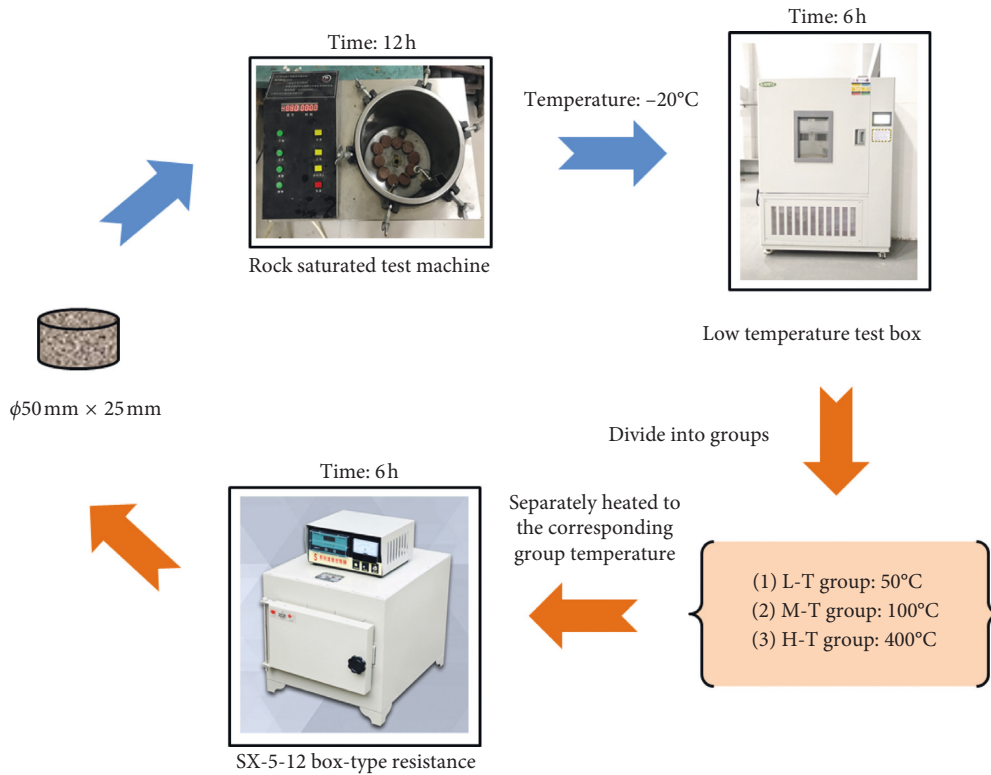 Time: 12 h
Rock saturated test machine
Temperature: –20°C
Time: 6 h
Low temperature test box
Divide into groups
(1) L-T group: 50°C
(2) M-T group: 100°C
(3) H-T group: 400°C
Separately heated to
the corresponding
group temperature
Time: 6 h
SX-5-12 box-type resistance
ϕ50 mm × 25 mm